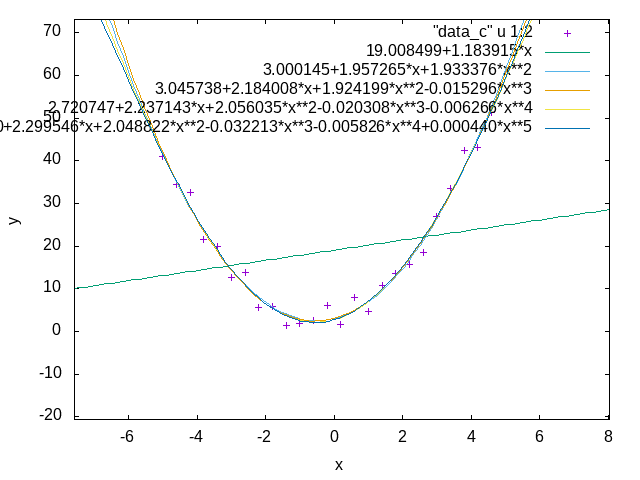 70
60
50
40
30
20
10
0
-10
-20
-6
-4
-2
0
2
4
6
8
x
y
"data_c" u 1:2
19.008499+1.183915*x
3.000145+1.957265*x+1.933376*x**2
3.045738+2.184008*x+1.924199*x**2-0.015296*x**3
2.720747+2.237143*x+2.056035*x**2-0.020308*x**3-0.006266*x**4
0+2.299546*x+2.048822*x**2-0.032213*x**3-0.005826*x**4+0.000440*x**5